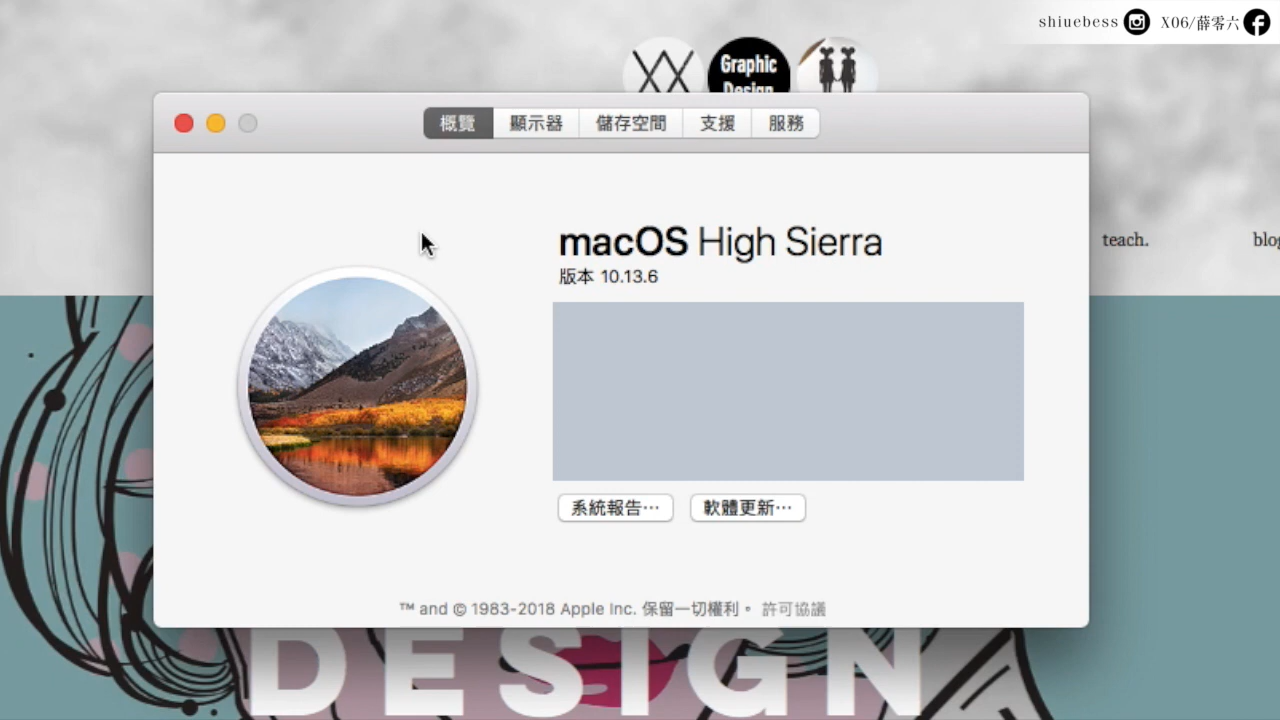 shiuebess X06/薛零六
Graphic
Design
概覽 顯示器 儲存空間 支援 服務
teach. blog
macOS High Sierra
版本 10.13.6
系統報告⋯ 軟體更新⋯
™ and © 1983-2018 Apple Inc. 保留一切權利。 許可協議
DESIGN